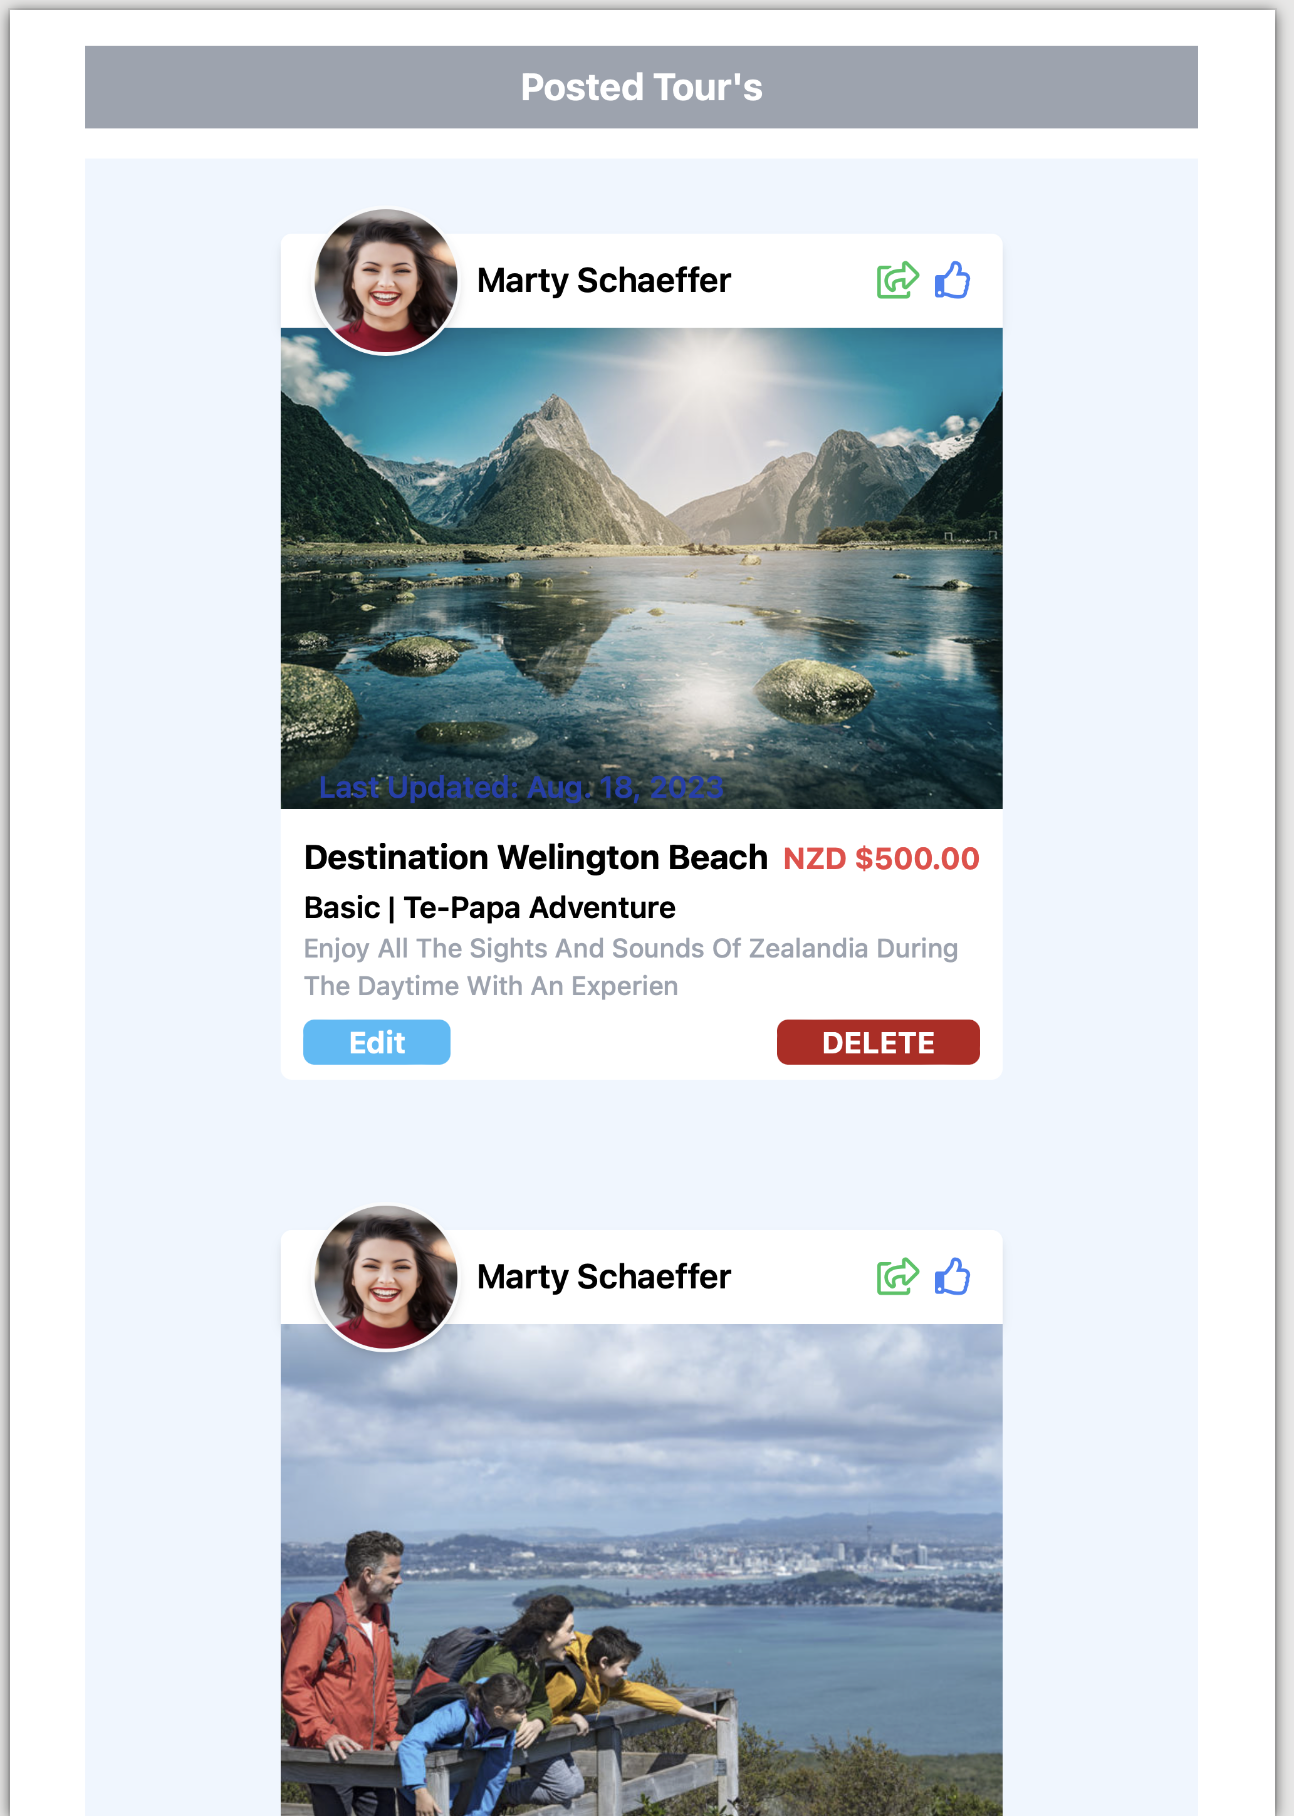 Posted Tour's
Marty Schaeffer
Last Updated: Aug. 18, 2023
Destination Welington Beach NZD $500.00
Basic | Te-Papa Adventure
Enjoy All The Sights And Sounds Of Zealandia During
The Daytime With An Experien
Edit DELETE
Marty Schaeffer